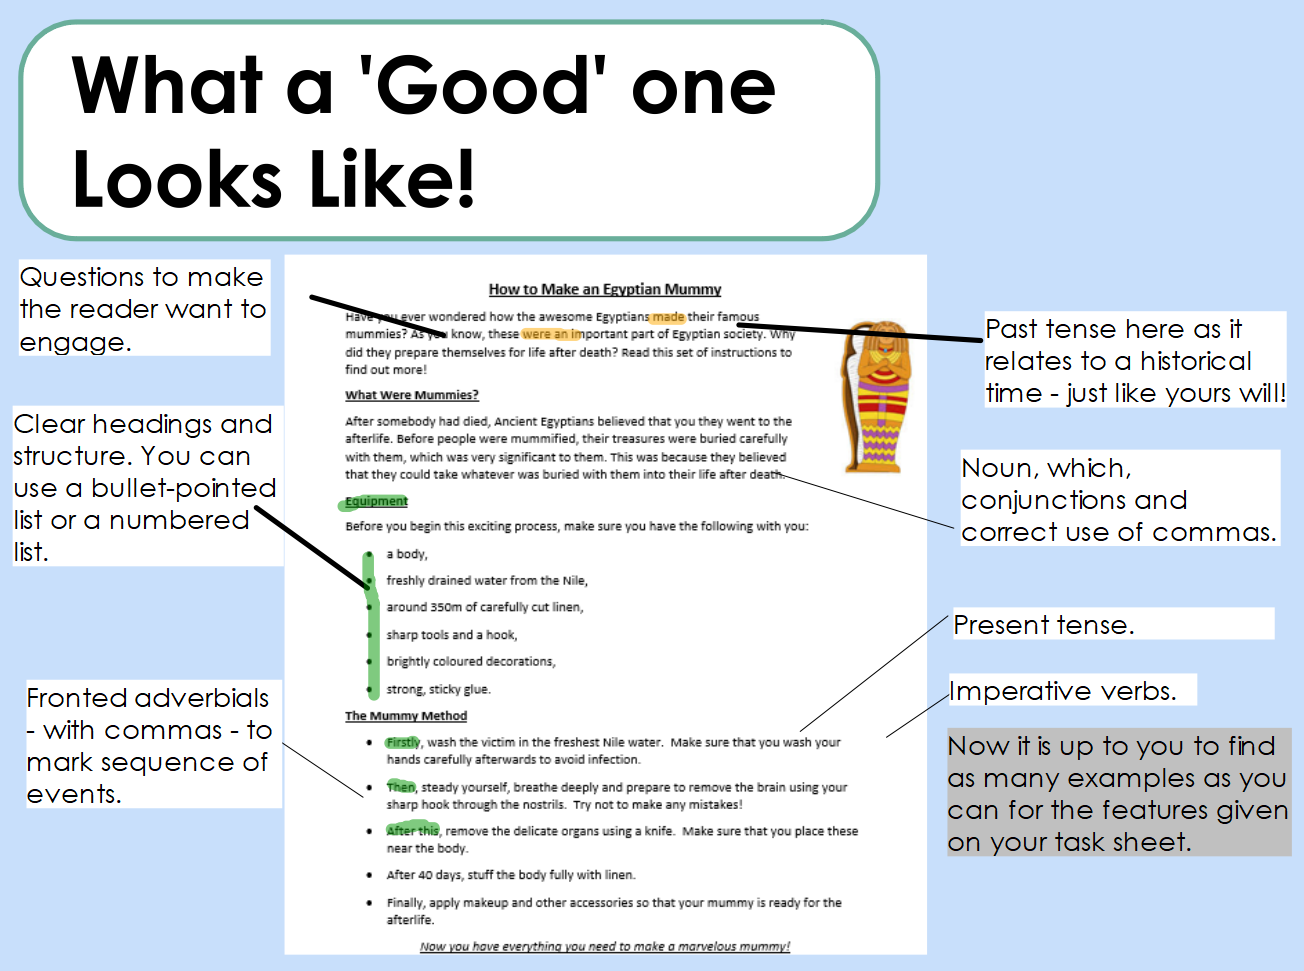 What a 'Good' one
Looks Like!
Questions to make
the reader want to
engage.
Clear headings and
structure. You can
use a bullet-pointed
list or a numbered
list.
Fronted adverbials
- with commas - to
mark sequence of
events.
How to Make an Egyptian Mummy
Have you ever wondered how the awesome Egyptians made their famous
mummies? As you know, these were an important part of Egyptian society. Why
did they prepare themselves for life after death? Read this set of instructions to
find out more!
What Were Mummies?
After somebody had died, Ancient Egyptians believed that you they went to the
afterlife. Before people were mummified, their treasures were buried carefully
with them, which was very significant to them. This was because they believed
that they could take whatever was buried with them into their life after death.
Equipment
Before you begin this exciting process, make sure you have the following with you:
• a body,
• freshly drained water from the Nile,
• around 350m of carefully cut linen,
• sharp tools and a hook,
• brightly coloured decorations,
• strong, sticky glue.
The Mummy Method
• Firstly, wash the victim in the freshest Nile water. Make sure that you wash your
hands carefully afterwards to avoid infection.
• Then, steady yourself, breathe deeply and prepare to remove the brain using your
sharp hook through the nostrils. Try not to make any mistakes!
• After this, remove the delicate organs using a knife. Make sure that you place these
near the body.
• After 40 days, stuff the body fully with linen.
• Finally, apply makeup and other accessories so that your mummy is ready for the
afterlife.
Now you have everything you need to make a marvelous mummy!
Past tense here as it
relates to a historical
time - just like yours will!
Noun, which,
conjunctions and
correct use of commas.
Present tense.
Imperative verbs.
Now it is up to you to find
as many examples as you
can for the features given
on your task sheet.